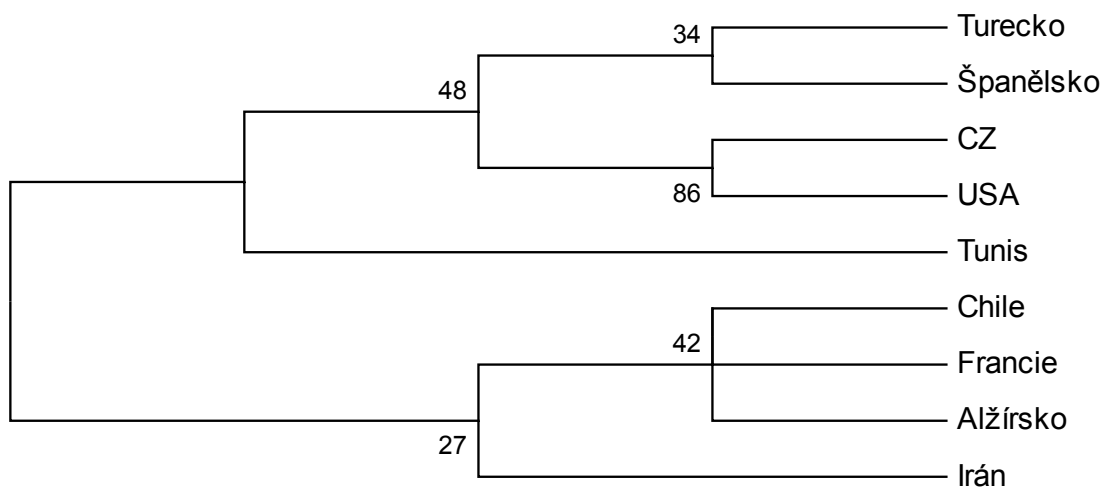 34
Turecko
Španělsko
48
CZ
86
USA
Tunis
Chile
42
Francie
Alžírsko
27
Irán